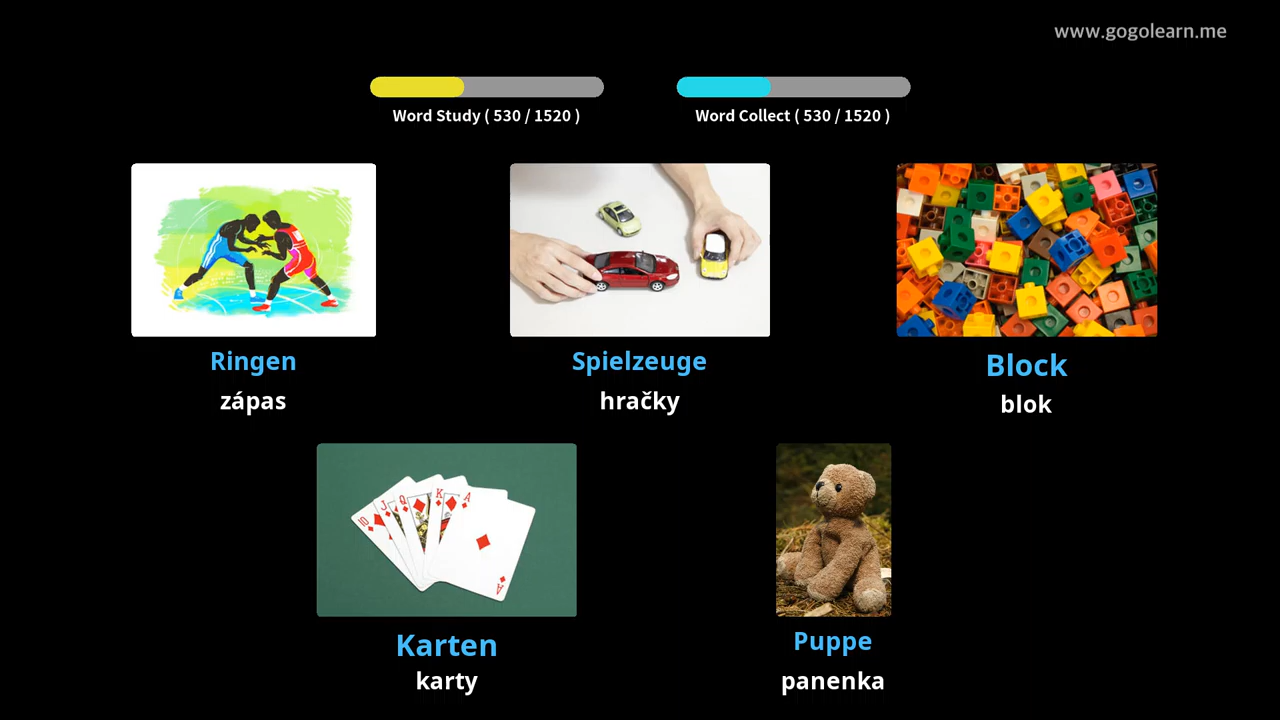 www.gogolearn.me
Word Study ( 530 / 1520 )
Word Collect ( 530 / 1520 )
Ringen
zápas
Spielzeuge
hračky
Block
blok
10 J Q K A
A
Karten
karty
Puppe
panenka